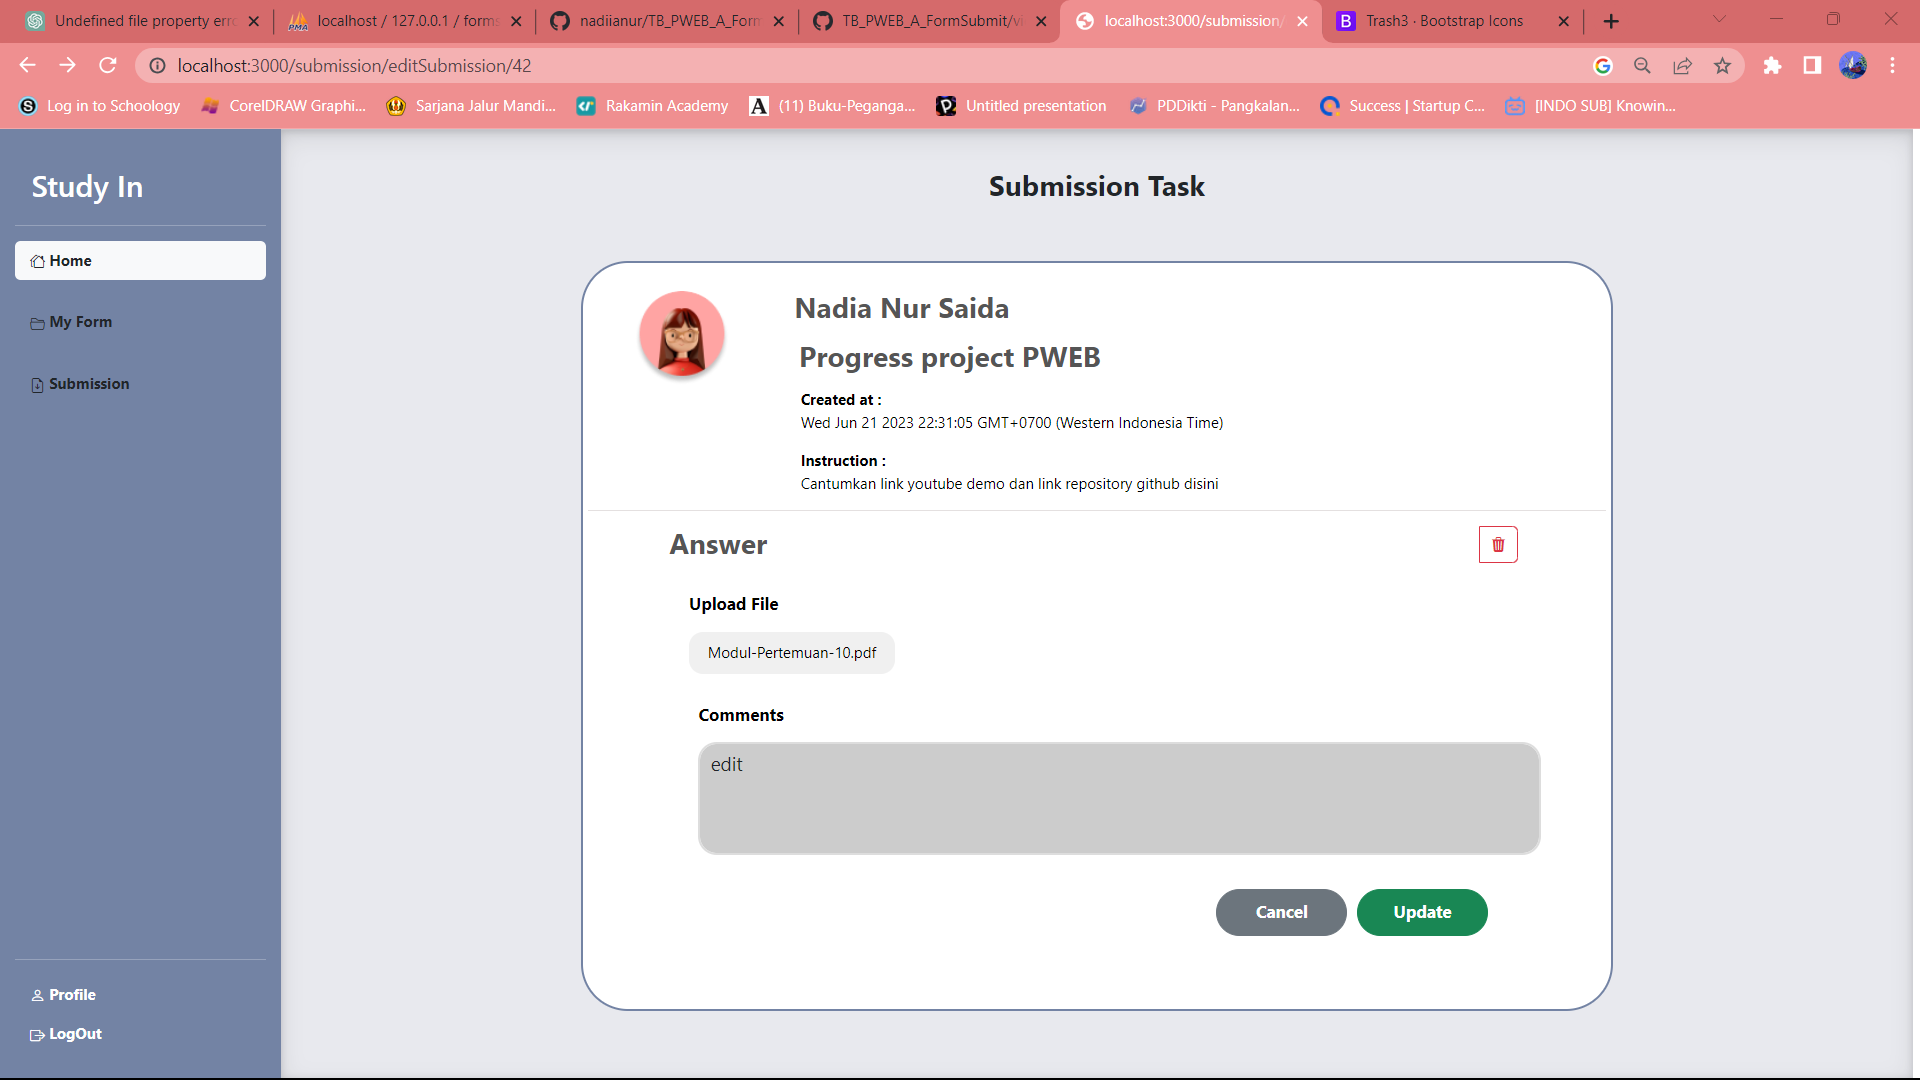 Undefined file property erro
localhost / 127.0.0.1 / forms
nadiianur/TB_PWEB_A_Form
TB_PWEB_A_FormSubmit/vi
localhost:3000/submission/
Trash3 · Bootstrap Icons
localhost:3000/submission/editSubmission/42
Log in to Schoology
CorelDRAW Graphi...
Sarjana Jalur Mandi...
Rakamin Academy
(11) Buku-Peganga...
Untitled presentation
PDDikti - Pangkalan...
Success | Startup C...
[INDO SUB] Knowin...
Study In
Home
My Form
Submission
Profile
LogOut
Submission Task
Nadia Nur Saida
Progress project PWEB
Created at :
Wed Jun 21 2023 22:31:05 GMT+0700 (Western Indonesia Time)
Instruction :
Cantumkan link youtube demo dan link repository github disini
Answer
Upload File
Modul-Pertemuan-10.pdf
Comments
edit
Cancel
Update